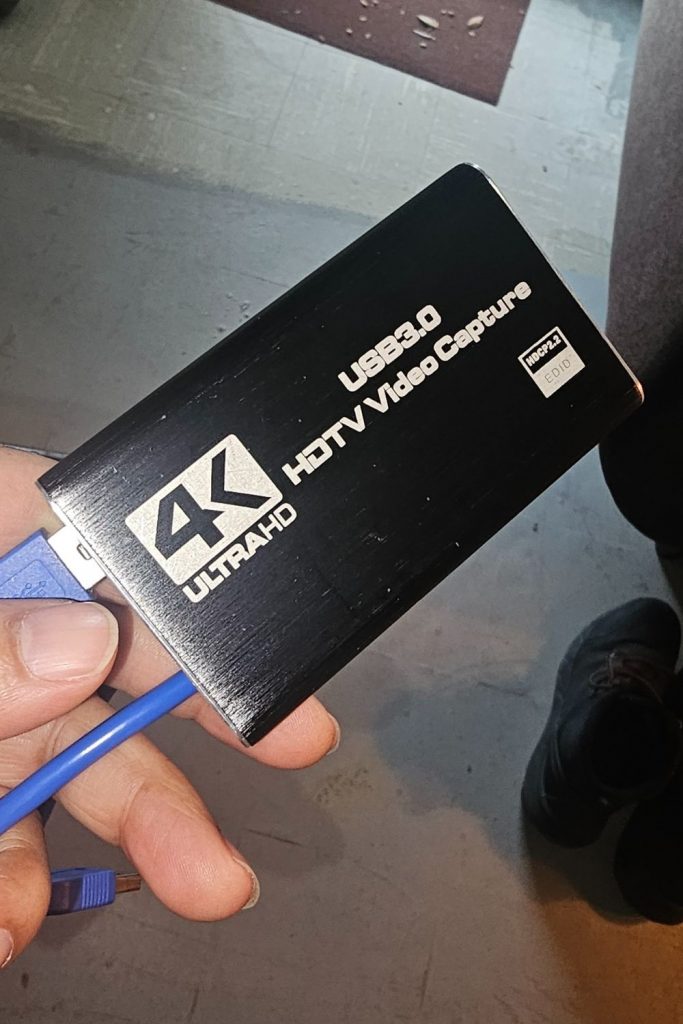 USB3.0
HDTV Video Capture
HDCP2.2
EDID
4K
ULTRAHD